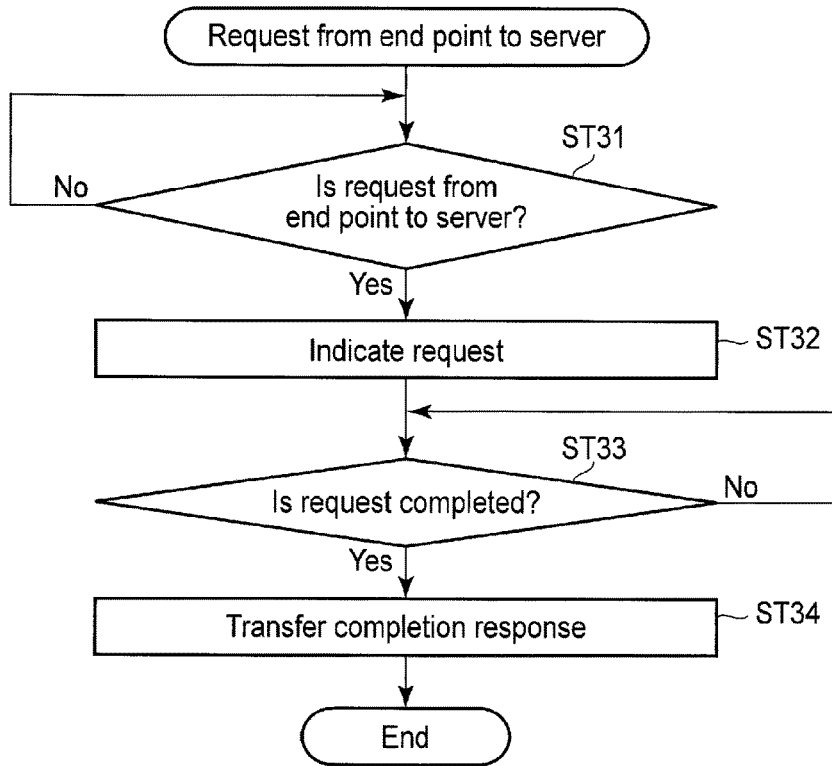 Request from end point to server
ST31
Is request from
end point to server?
No
Yes
Indicate request
ST32
ST33
Is request completed?
No
Yes
Transfer completion response
ST34
End